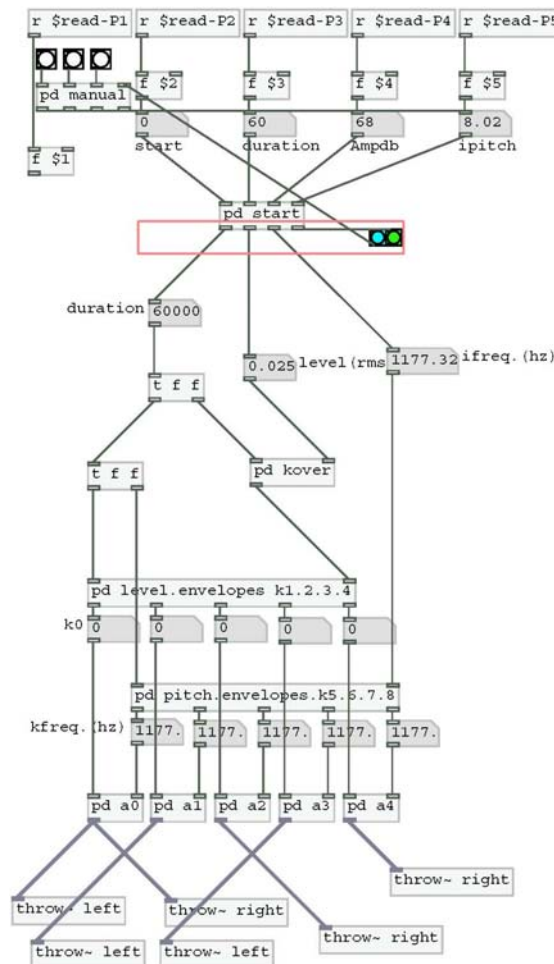 r $read-P1 r $read-P2 r $read-P3 r $read-P4 r $read-P5
f $2 f $3 f $4 f $5
pd manual
0 60 68 8.02
start duration Ampdb ipitch
f $1
pd start
duration 60000
0.025 level(rms 1177.32 ifreq.(hz)
t f f
t f f pd kover
pd level.envelopes k1.2.3.4
k0 0 0 0 0 0
pd pitch.envelopes.k5.6.7.8
kfreq.(hz) 1177. 1177. 1177. 1177. 1177.
pd a0 pd a1 pd a2 pd a3 pd a4
throw~ right
throw~ left throw~ right
throw~ right
throw~ left throw~ left